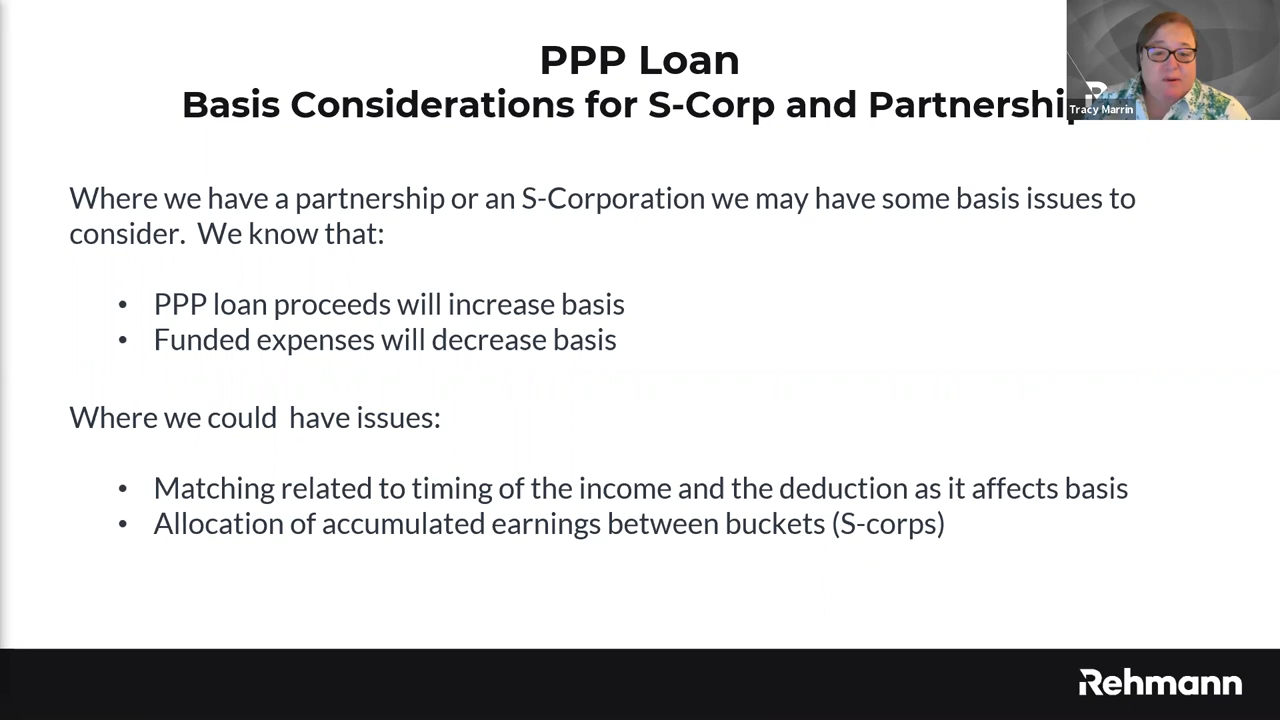 PPP Loan
Basis Considerations for S-Corp and Partnership
Tracy Marrin
Where we have a partnership or an S-Corporation we may have some basis issues to
consider. We know that:
• PPP loan proceeds will increase basis
• Funded expenses will decrease basis
Where we could have issues:
• Matching related to timing of the income and the deduction as it affects basis
• Allocation of accumulated earnings between buckets (S-corps)
Rehmann